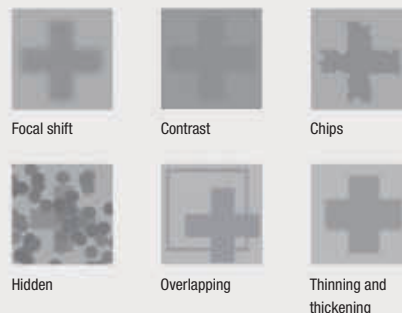 Focal shift
Contrast
Chips
Hidden
Overlapping
Thinning and
thickening